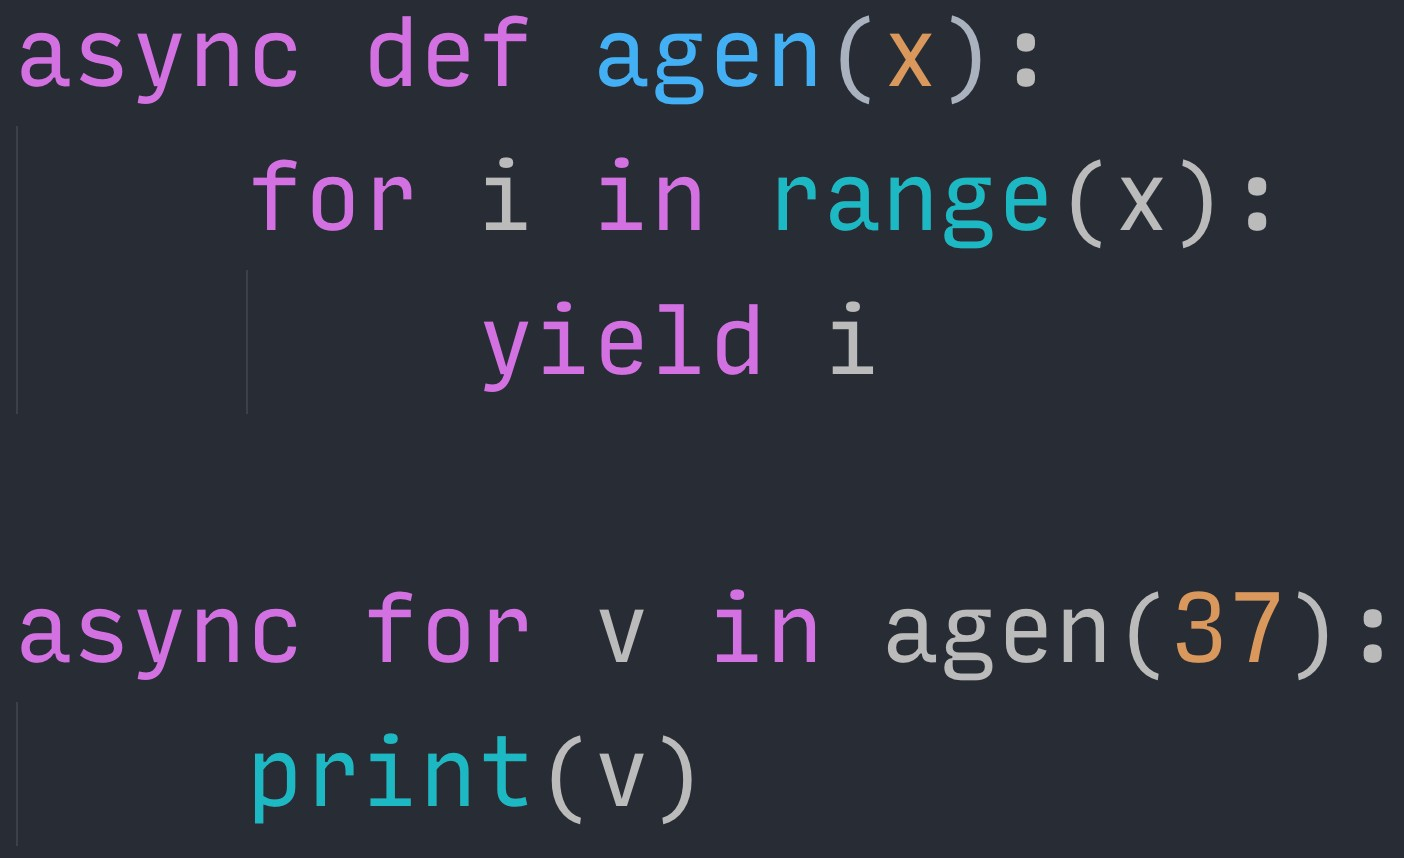 async def agen(x):
    for i in range(x):
        yield i

async for v in agen(37):
    print(v)